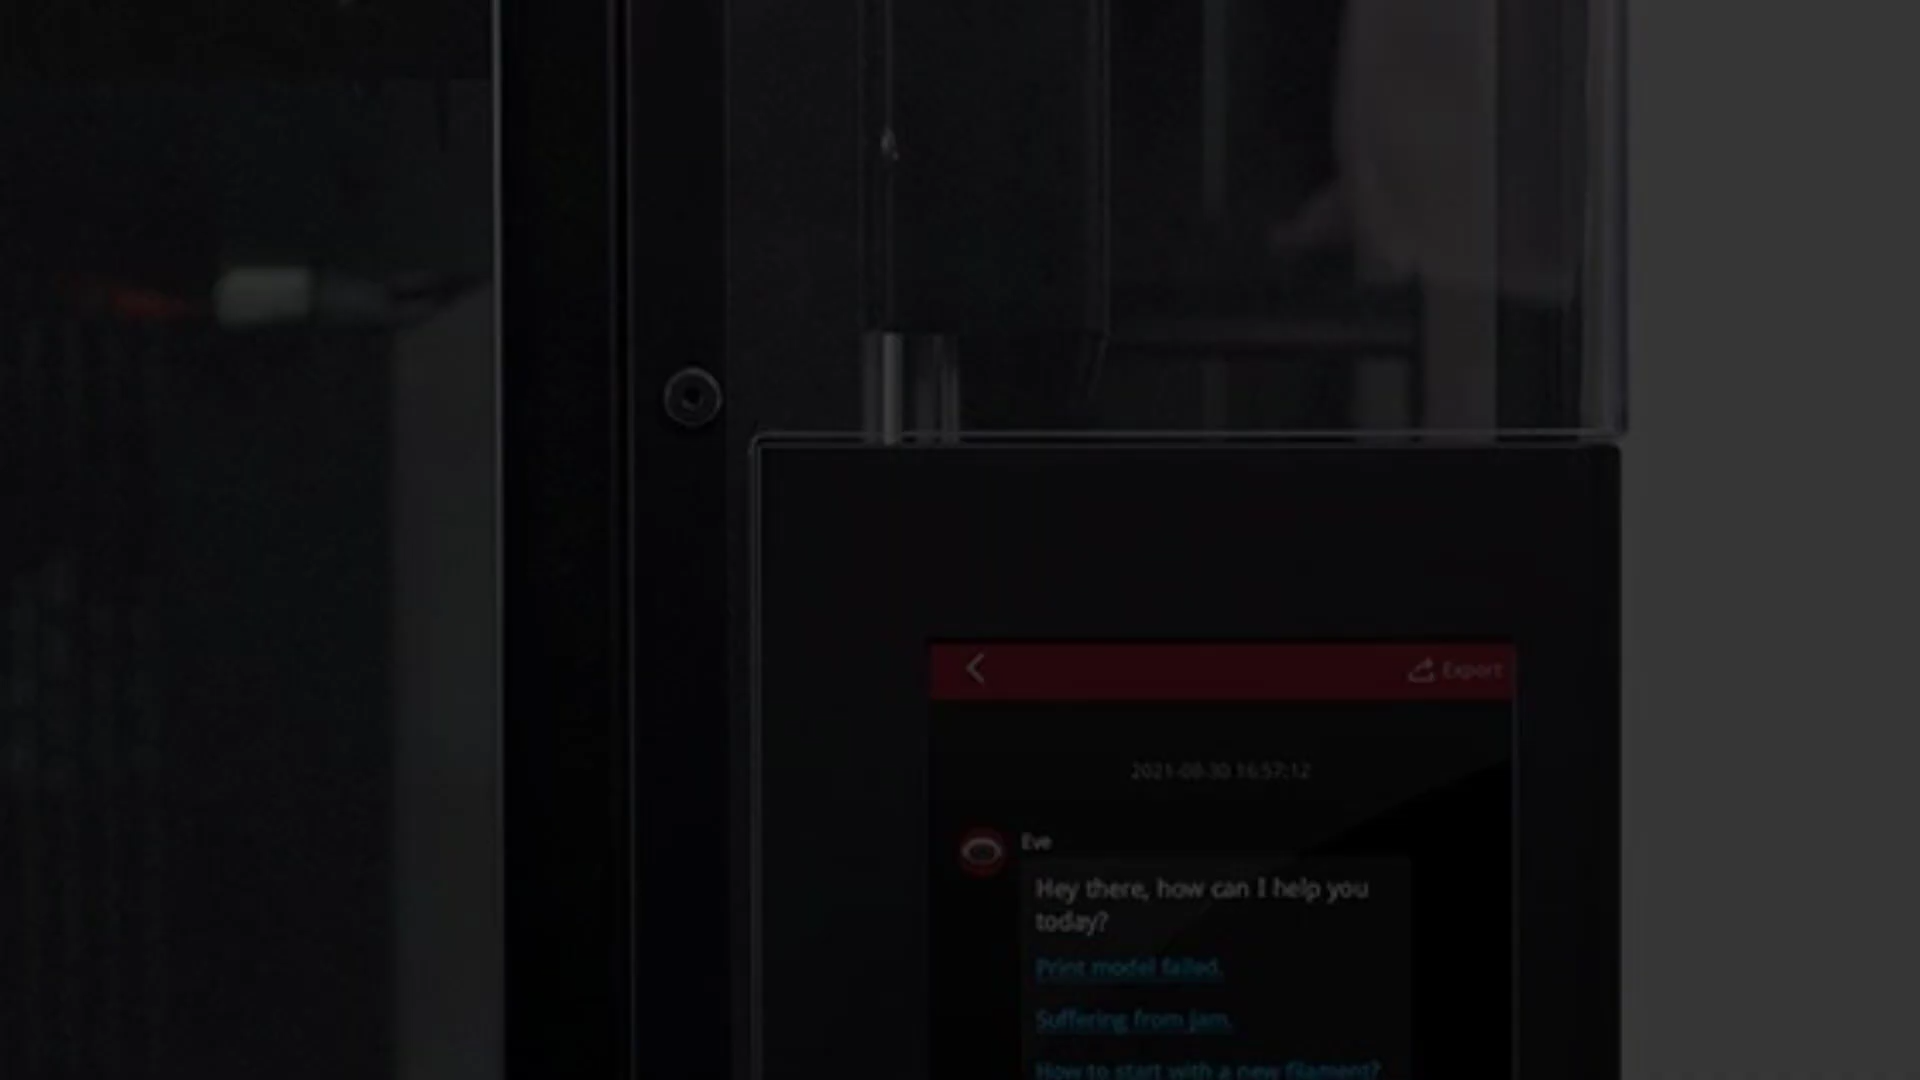 Export
2021-08-30 16:57:12
Eve
Hey there, how can I help you
today?
Print model failed.
Suffering from jam.
How to start with a new filament?